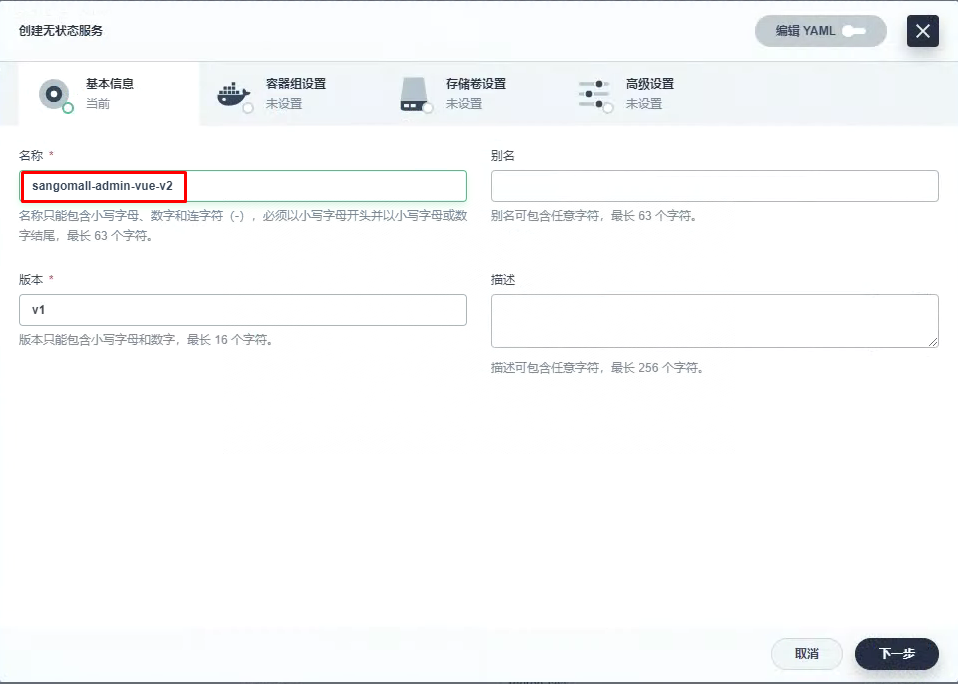 创建无状态服务
编辑 YAML
基本信息
当前
容器组设置
未设置
存储卷设置
未设置
高级设置
未设置
名称 *
sangomall-admin-vue-v2
名称只能包含小写字母、数字和连字符（-），必须以小写字母开头并以小写字母或数
字结尾，最长 63 个字符。
别名
别名可包含任意字符，最长 63 个字符。
版本 *
v1
版本只能包含小写字母和数字，最长 16 个字符。
描述
描述可包含任意字符，最长 256 个字符。
取消
下一步